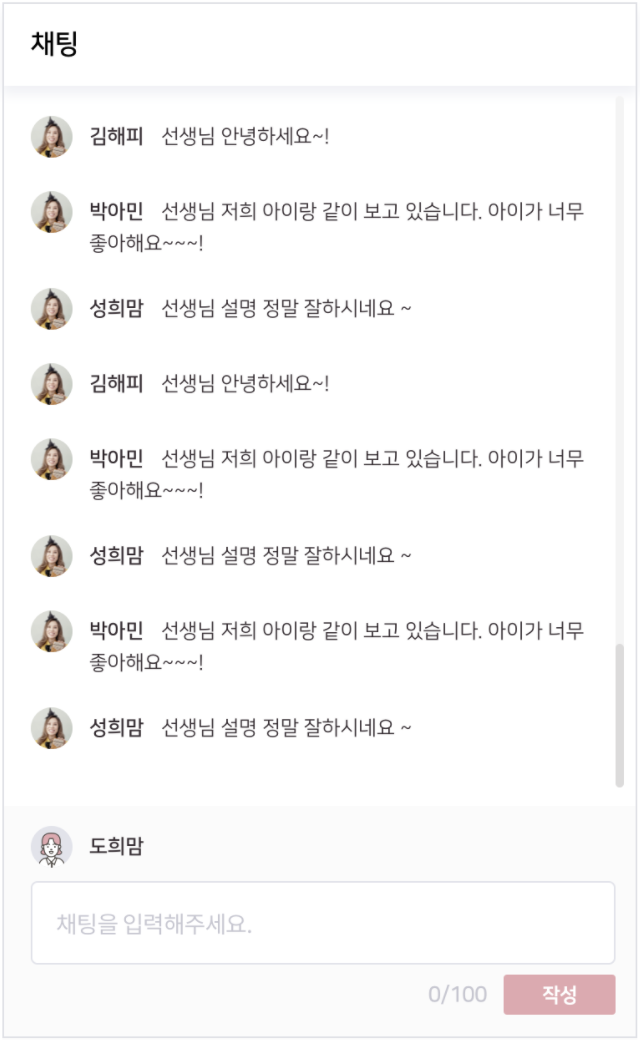 채팅
김해피 선생님 안녕하세요~!
박아민 선생님 저희 아이랑 같이 보고 있습니다. 아이가 너무
좋아해요~~~!
성희맘 선생님 설명 정말 잘하시네요 ~
김해피 선생님 안녕하세요~!
박아민 선생님 저희 아이랑 같이 보고 있습니다. 아이가 너무
좋아해요~~~!
성희맘 선생님 설명 정말 잘하시네요 ~
박아민 선생님 저희 아이랑 같이 보고 있습니다. 아이가 너무
좋아해요~~~!
성희맘 선생님 설명 정말 잘하시네요 ~
도희맘
채팅을 입력해주세요.
0/100 작성